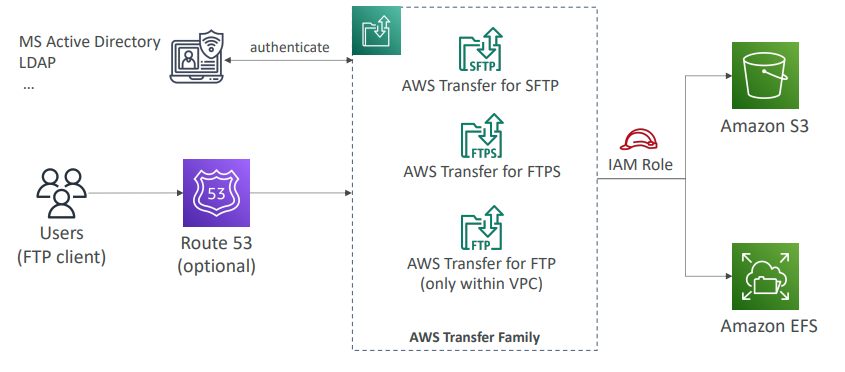 MS Active Directory
LDAP
...
authenticate
SFTP
AWS Transfer for SFTP
FTPS
AWS Transfer for FTPS
FTP
AWS Transfer for FTP
(only within VPC)
AWS Transfer Family
Users
(FTP client)
53
Route 53
(optional)
IAM Role
Amazon S3
Amazon EFS